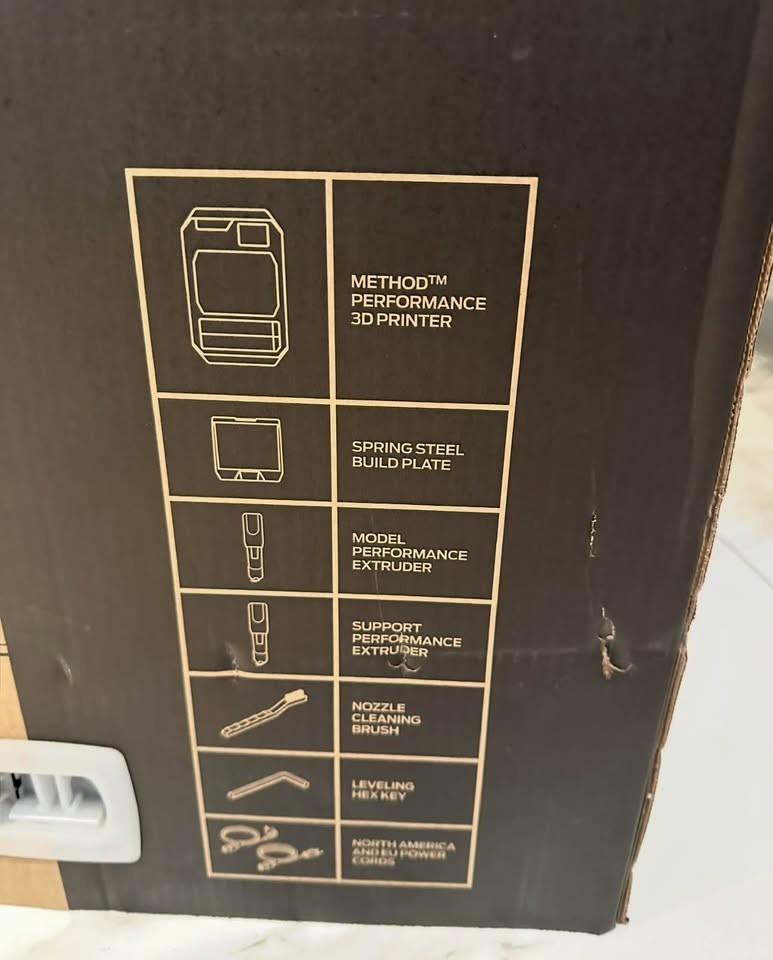 METHOD™
PERFORMANCE
3D PRINTER
SPRING STEEL
BUILD PLATE
MODEL
PERFORMANCE
EXTRUDER
SUPPORT
PERFORMANCE
EXTRUDER
NOZZLE
CLEANING
BRUSH
LEVELING
HEX KEY
NORTH AMERICA
AND EU POWER
CORDS